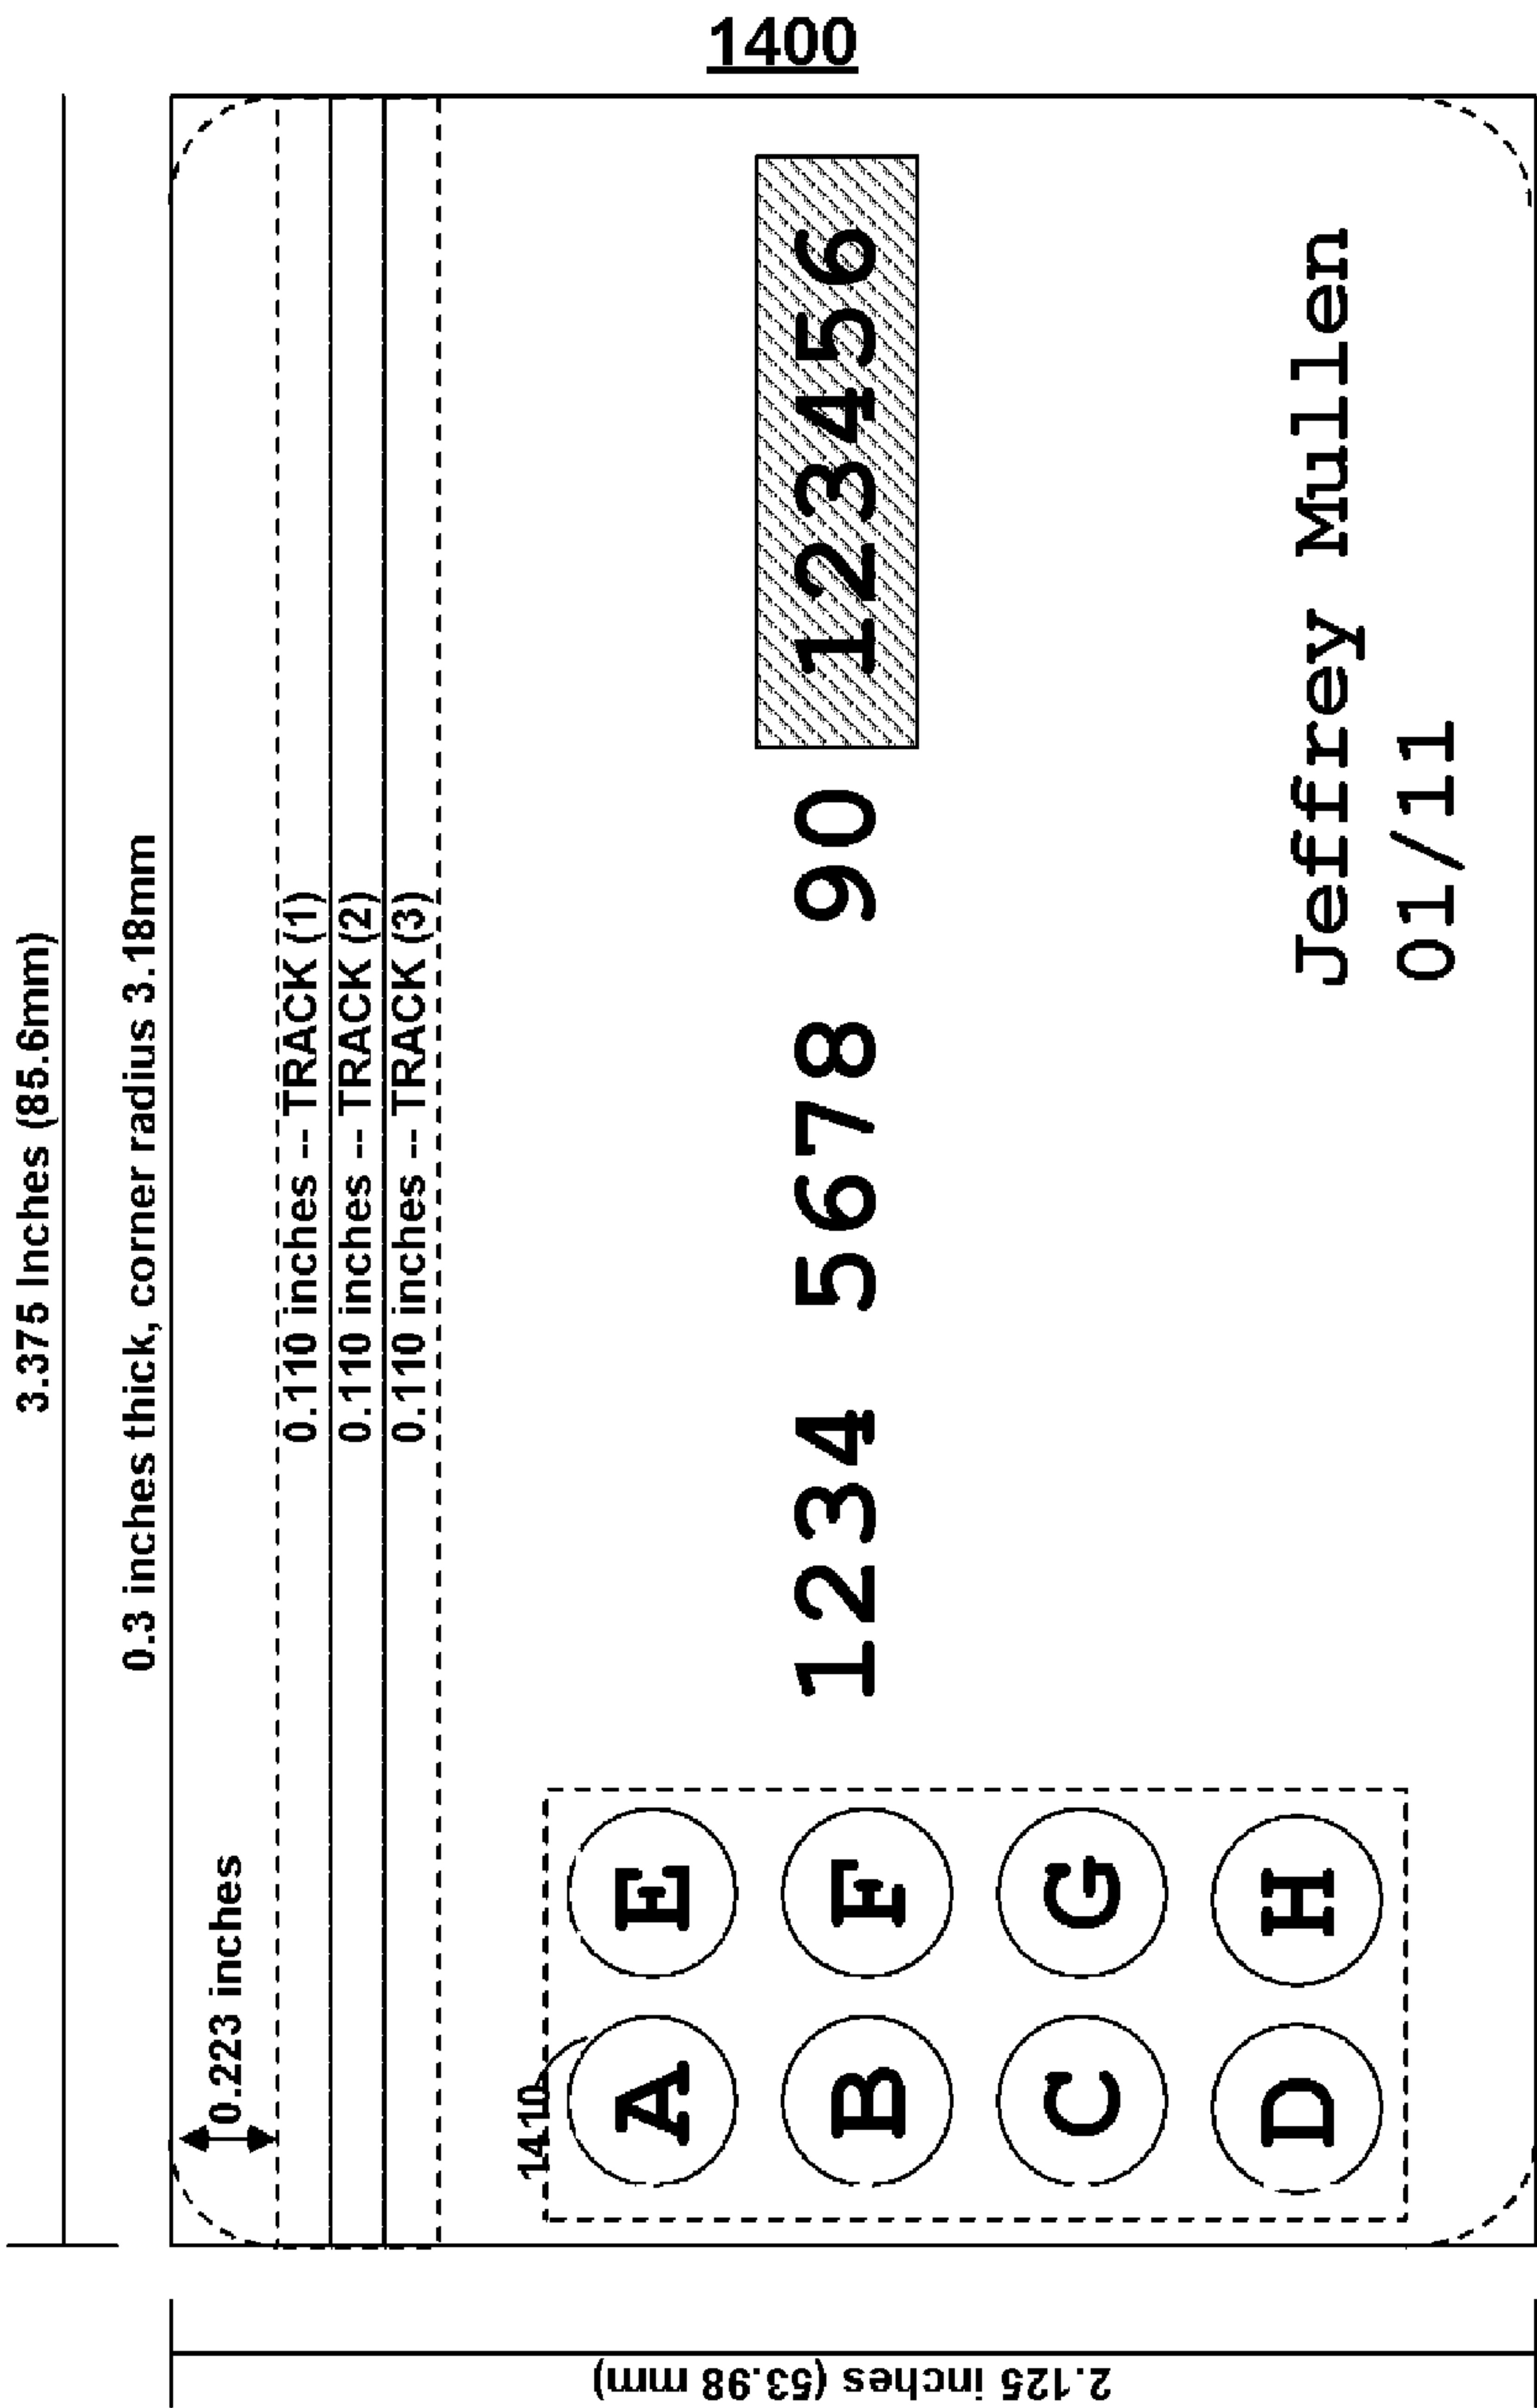 1400
3.375 Inches (85.6mm)
0.3 inches thick, corner radius 3.18mm
0.223 inches
0.110 inches -- TRACK (1)
0.110 inches -- TRACK (2)
0.110 inches -- TRACK (3)
1410
A E
B F
C G
D H
1234 5678 90 123456
Jeffrey Mullen
01/11
2.125 inches (53.98 mm)